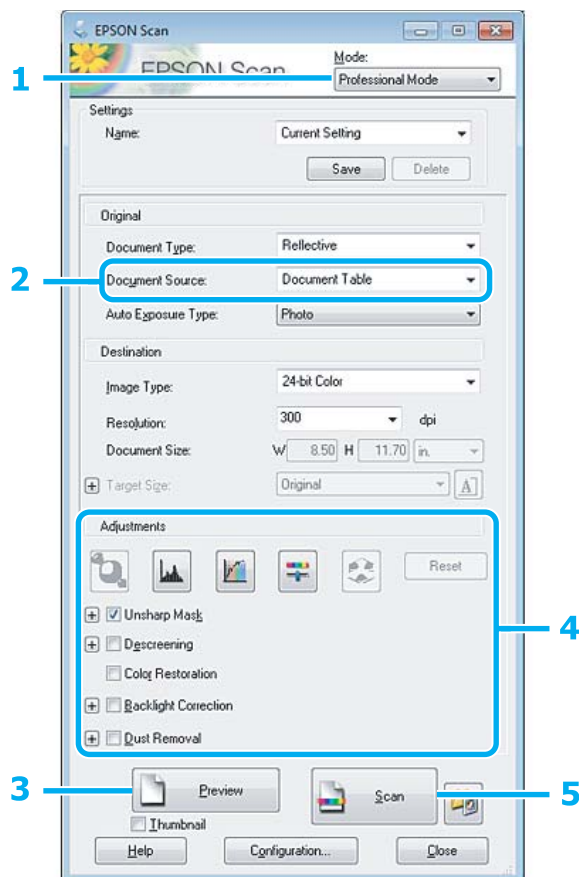 EPSON Scan
EPSON Scan
Mode:
1
Professional Mode
Settings
Name:
Current Setting
Save
Delete
Original
Document Type:
Reflective
2
Document Source:
Document Table
Auto Exposure Type:
Photo
Destination
Image Type:
24-bit Color
Resolution:
300
dpi
Document Size:
W 8.50 H 11.70 in.
Target Size:
Original
A
Adjustments
Reset
Unsharp Mask
4
Descreening
Color Restoration
Backlight Correction
Dust Removal
3
Preview
Scan
5
Thumbnail
Help
Configuration...
Close